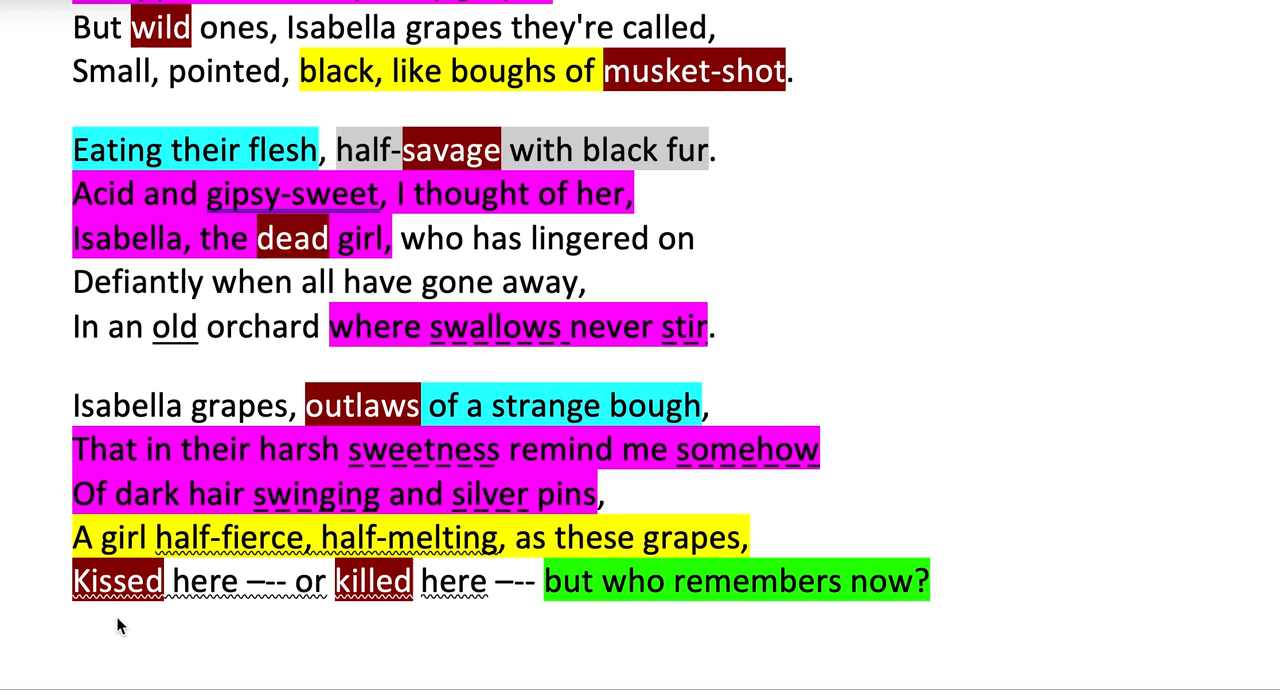 But wild ones, Isabella grapes they're called,
Small, pointed, black, like boughs of musket-shot.
Eating their flesh, half-savage with black fur.
Acid and gipsy-sweet, I thought of her,
Isabella, the dead girl, who has lingered on
Defiantly when all have gone away,
In an old orchard where swallows never stir.
Isabella grapes, outlaws of a strange bough,
That in their harsh sweetness remind me somehow
Of dark hair swinging and silver pins,
A girl half-fierce, half-melting, as these grapes,
Kissed here –-- or killed here –-- but who remembers now?